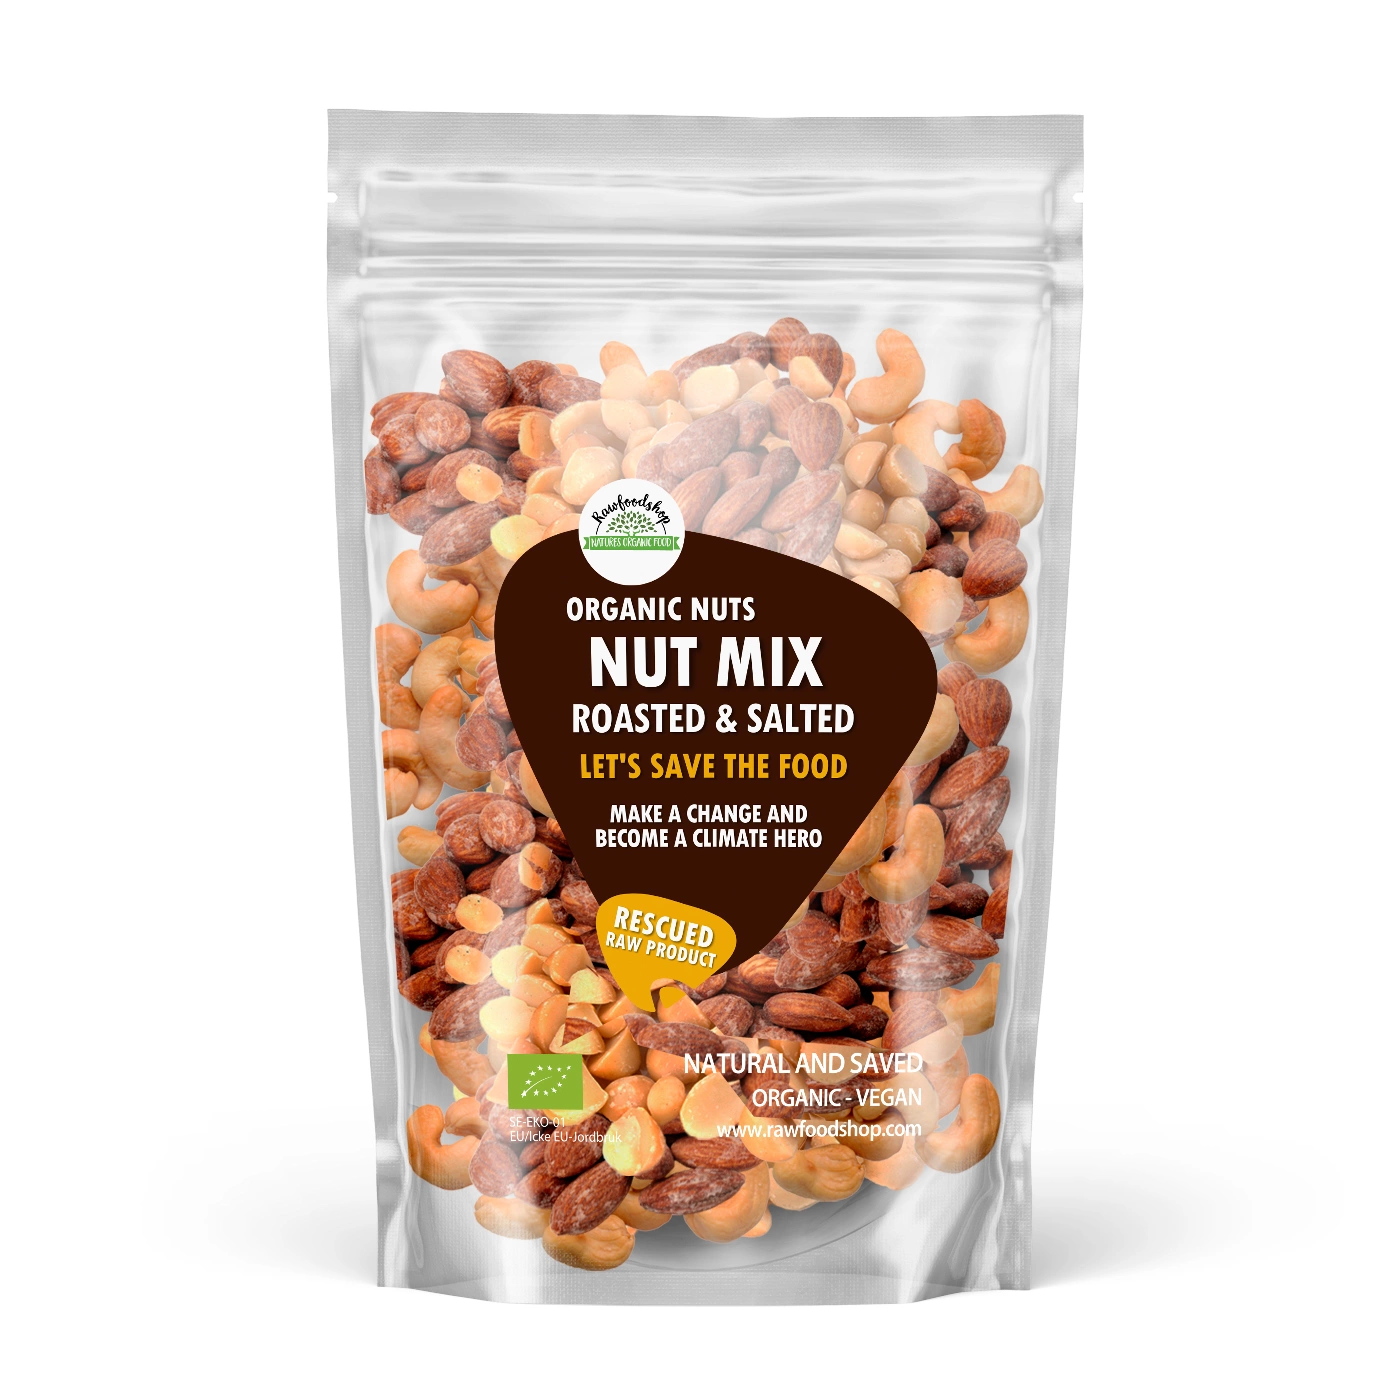 Rawfoodshop
NATURES ORGANIC FOOD
ORGANIC NUTS
NUT MIX
ROASTED & SALTED
LET'S SAVE THE FOOD
MAKE A CHANGE AND
BECOME A CLIMATE HERO
RESCUED
RAW PRODUCT
NATURAL AND SAVED
ORGANIC - VEGAN
www.rawfoodshop.com
SE-EKO-01
EU/Icke EU-Jordbruk